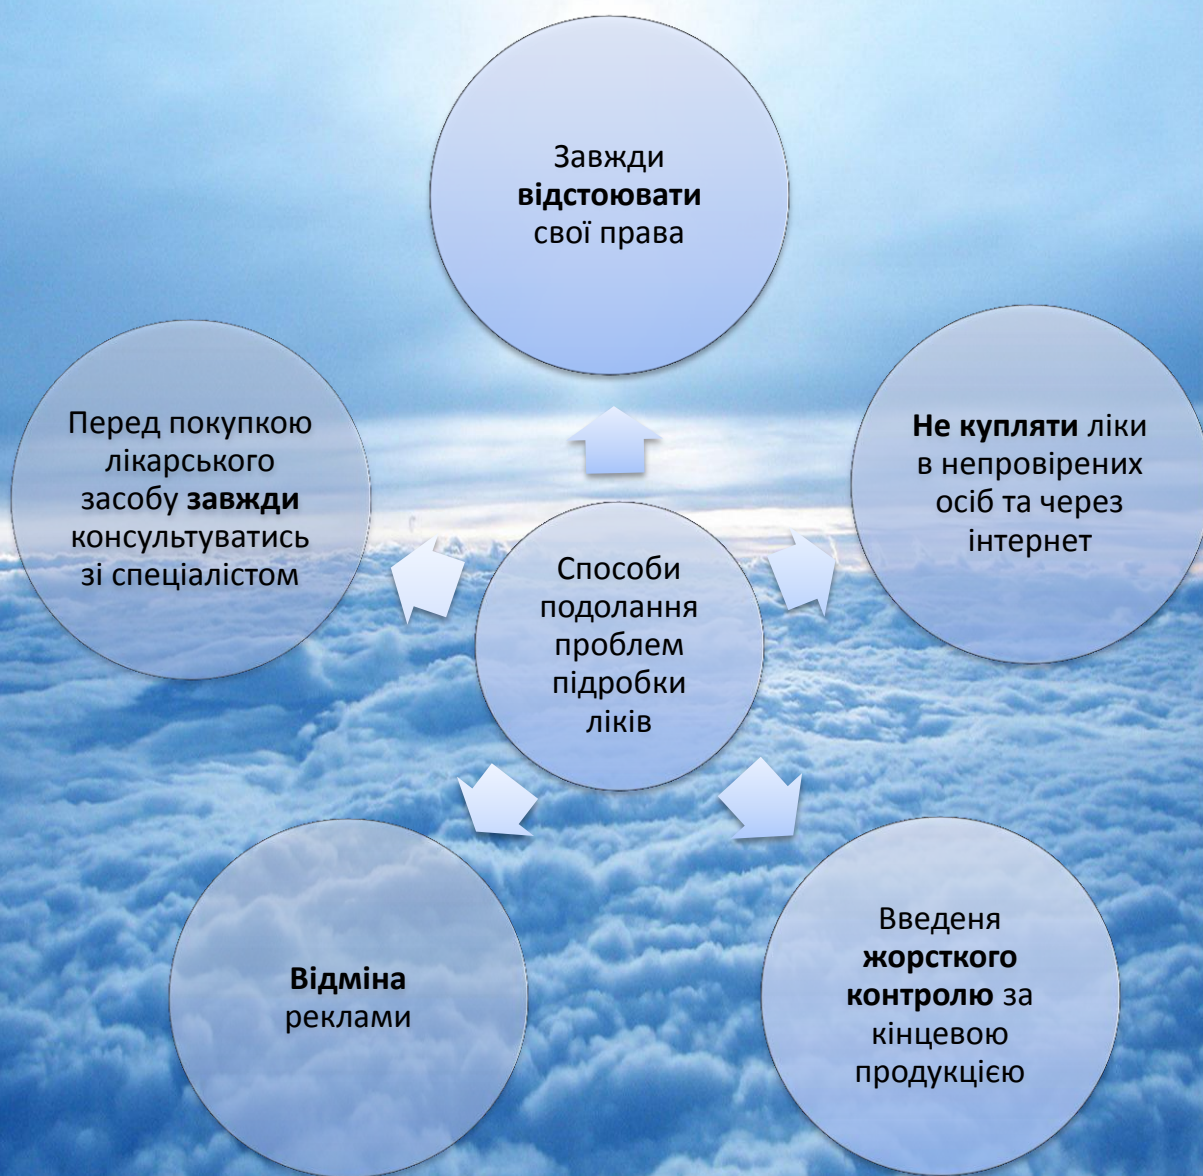 Завжди
відстоювати
свої права
Перед покупкою
лікарського
засобу завжди
консультуватись
зі спеціалістом
Не купляти ліки
в непровірених
осіб та через
інтернет
Способи
подолання
проблем
підробки
ліків
Відміна
реклами
Введеня
жорсткого
контролю за
кінцевою
продукцією